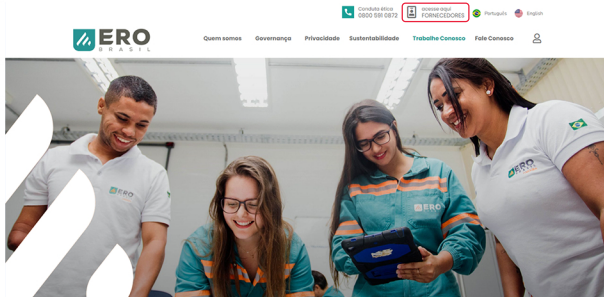 Conduta ética
0800 591 0872
acesse aqui
FORNECEDORES
Português
English
ERO
BRASIL
Quem somos
Governança
Privacidade
Sustentabilidade
Trabalhe Conosco
Fale Conosco
ERO
ERO
ERO